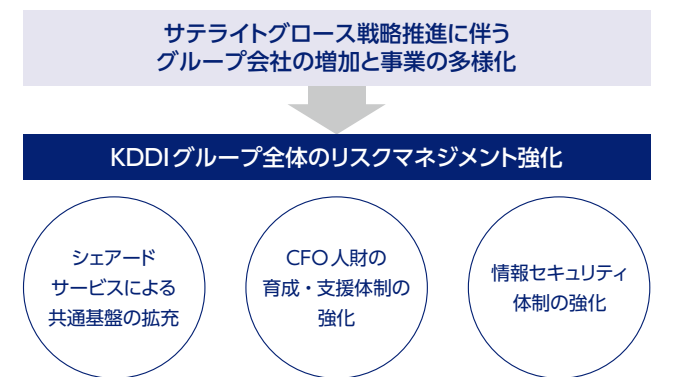 サテライトグロース戦略推進に伴う
グループ会社の増加と事業の多様化
KDDIグループ全体のリスクマネジメント強化
シェアード
サービスによる
共通基盤の拡充
CFO人財の
育成・支援体制の
強化
情報セキュリティ
体制の強化